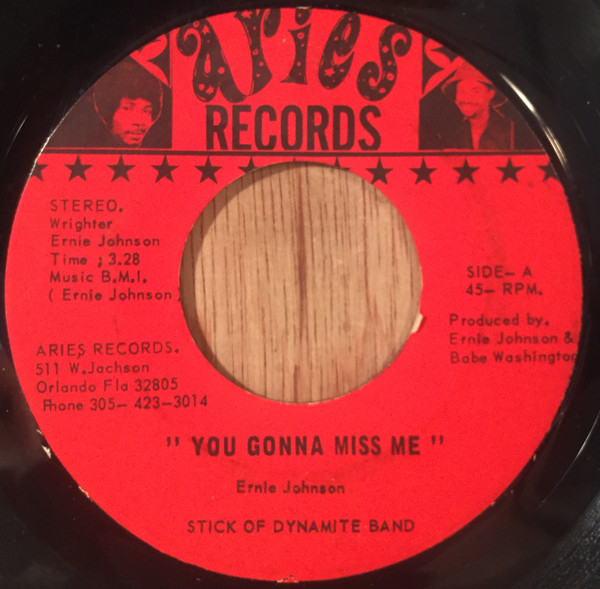 Aries
RECORDS
STEREO.
Wrighter
Ernie Johnson
Time ; 3.28
Music B.M.I.
( Ernie Johnson )
SIDE- A
45- RPM.
Produced by.
Ernie Johnson &
Babe Washington
ARIES RECORDS.
511 W.Jachson
Orlando Fla 32805
Phone 305- 423-3014
" YOU GONNA MISS ME "
Ernie Johnson
STICK OF DYNAMITE BAND